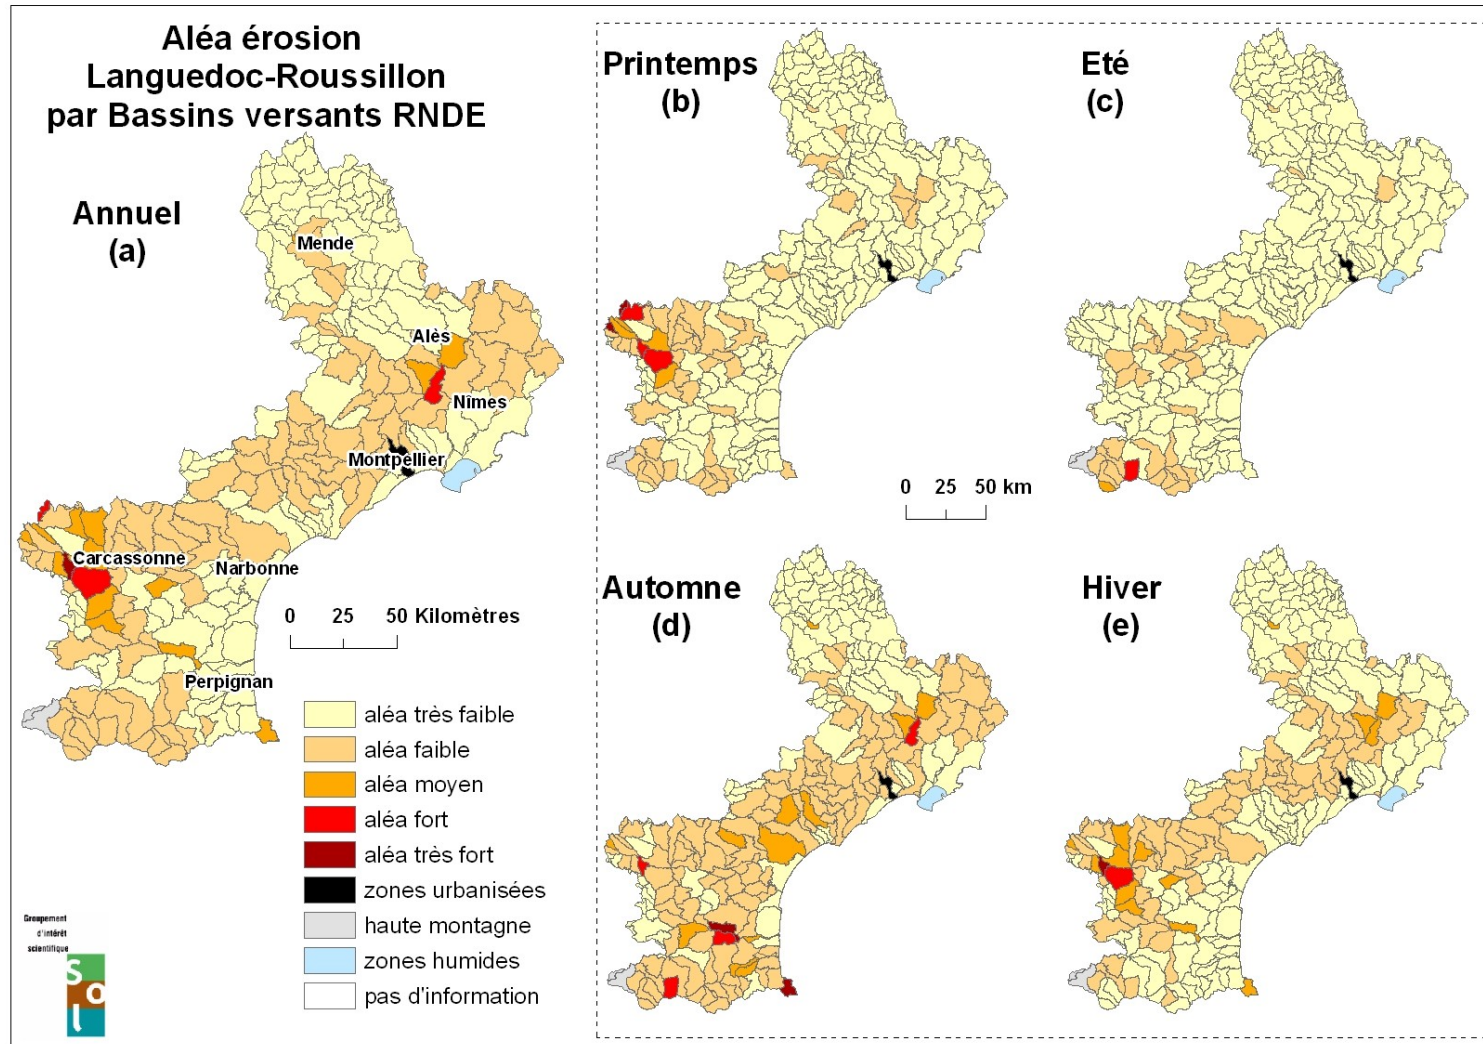 Aléa érosion
Languedoc-Roussillon
par Bassins versants RNDE
Annuel
(a)
Mende
Alès
Nîmes
Montpellier
Carcassonne
Narbonne
Perpignan
0 25 50 Kilomètres
aléa très faible
aléa faible
aléa moyen
aléa fort
aléa très fort
zones urbanisées
haute montagne
zones humides
pas d'information
Groupement
d'intérêt
scientifique
S
o
l
Printemps
(b)
Eté
(c)
0 25 50 km
Automne
(d)
Hiver
(e)